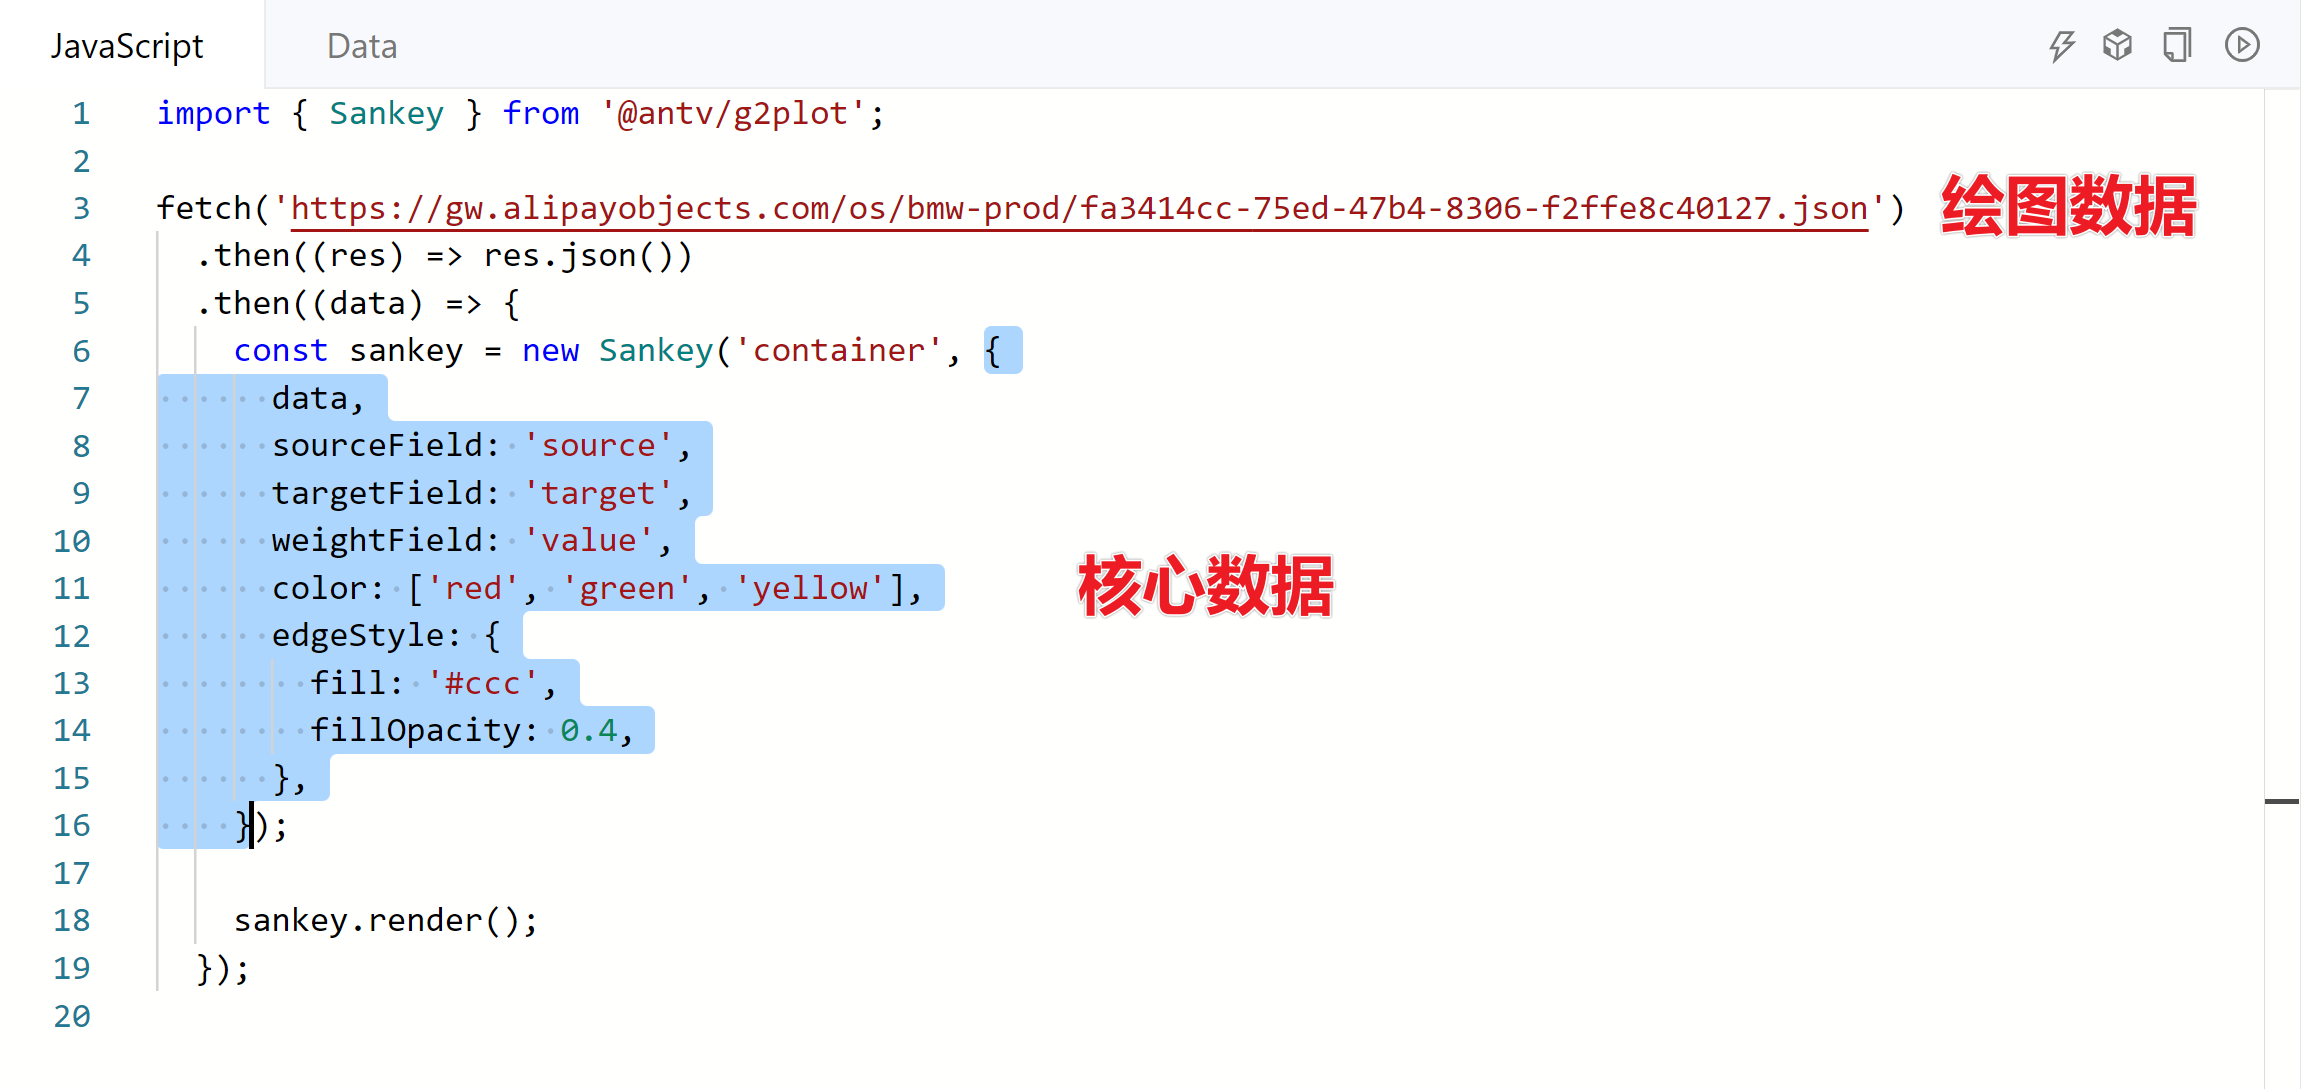 JavaScript Data
1 import { Sankey } from '@antv/g2plot';
2
3 fetch('https://gw.alipayobjects.com/os/bmw-prod/fa3414cc-75ed-47b4-8306-f2ffe8c40127.json') 绘图数据
4   .then((res) => res.json())
5   .then((data) => {
6     const sankey = new Sankey('container', {
7       data,
8       sourceField: 'source',
9       targetField: 'target',
10       weightField: 'value',
11       color: ['red', 'green', 'yellow'], 核心数据
12       edgeStyle: {
13         fill: '#ccc',
14         fillOpacity: 0.4,
15       },
16     });
17
18     sankey.render();
19   });
20